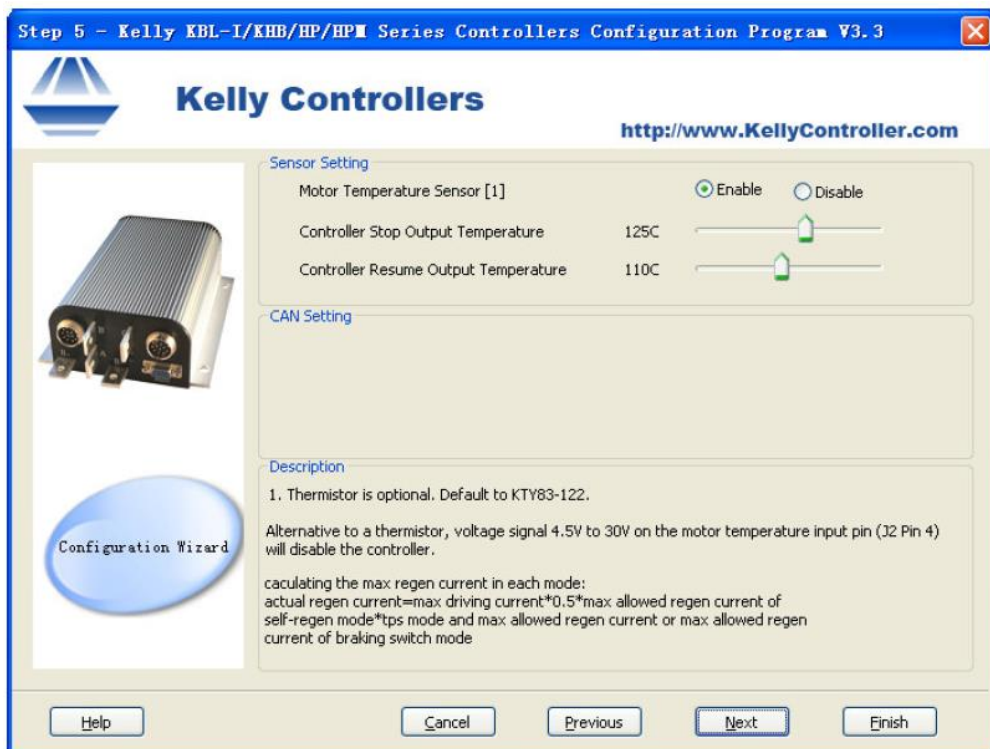 Step 5 - Kelly KBL-I/KHB/HP/HPM Series Controllers Configuration Program V3.3
Kelly Controllers
http://www.KellyController.com
Sensor Setting
Motor Temperature Sensor [1] Enable Disable
Controller Stop Output Temperature 125C
Controller Resume Output Temperature 110C
CAN Setting
Description
1. Thermistor is optional. Default to KTY83-122.
Alternative to a thermistor, voltage signal 4.5V to 30V on the motor temperature input pin (J2 Pin 4)
will disable the controller.
caculating the max regen current in each mode:
actual regen current=max driving current*0.5*max allowed regen current of
self-regen mode*tps mode and max allowed regen current or max allowed regen
current of braking switch mode
Configuration Wizard
Help Cancel Previous Next Finish